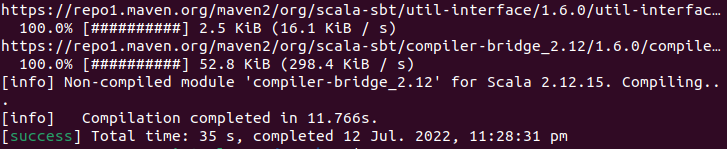 https://repo1.maven.org/maven2/org/scala-sbt/util-interface/1.6.0/util-interfac…
  100.0% [##########] 2.5 KiB (16.1 KiB / s)
https://repo1.maven.org/maven2/org/scala-sbt/compiler-bridge_2.12/1.6.0/compile…
  100.0% [##########] 52.8 KiB (298.4 KiB / s)
[info] Non-compiled module 'compiler-bridge_2.12' for Scala 2.12.15. Compiling..
.
[info]   Compilation completed in 11.766s.
[success] Total time: 35 s, completed 12 Jul. 2022, 11:28:31 pm